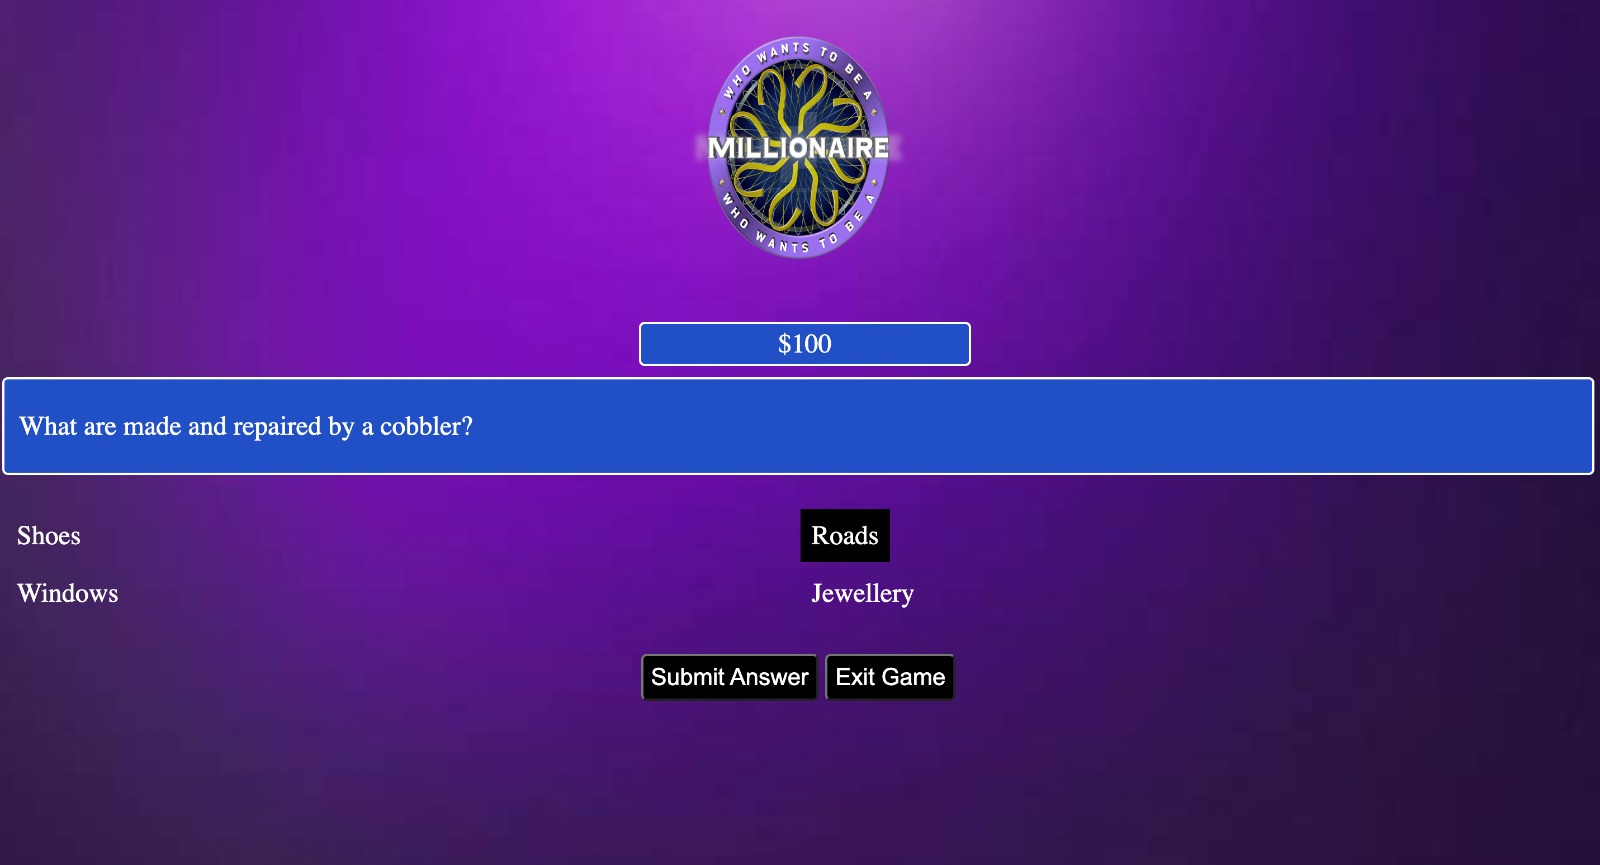 WHO WANTS TO BE A
MILLIONAIRE
WHO WANTS TO BE A
$100
What are made and repaired by a cobbler?
Shoes
Roads
Windows
Jewellery
Submit Answer
Exit Game